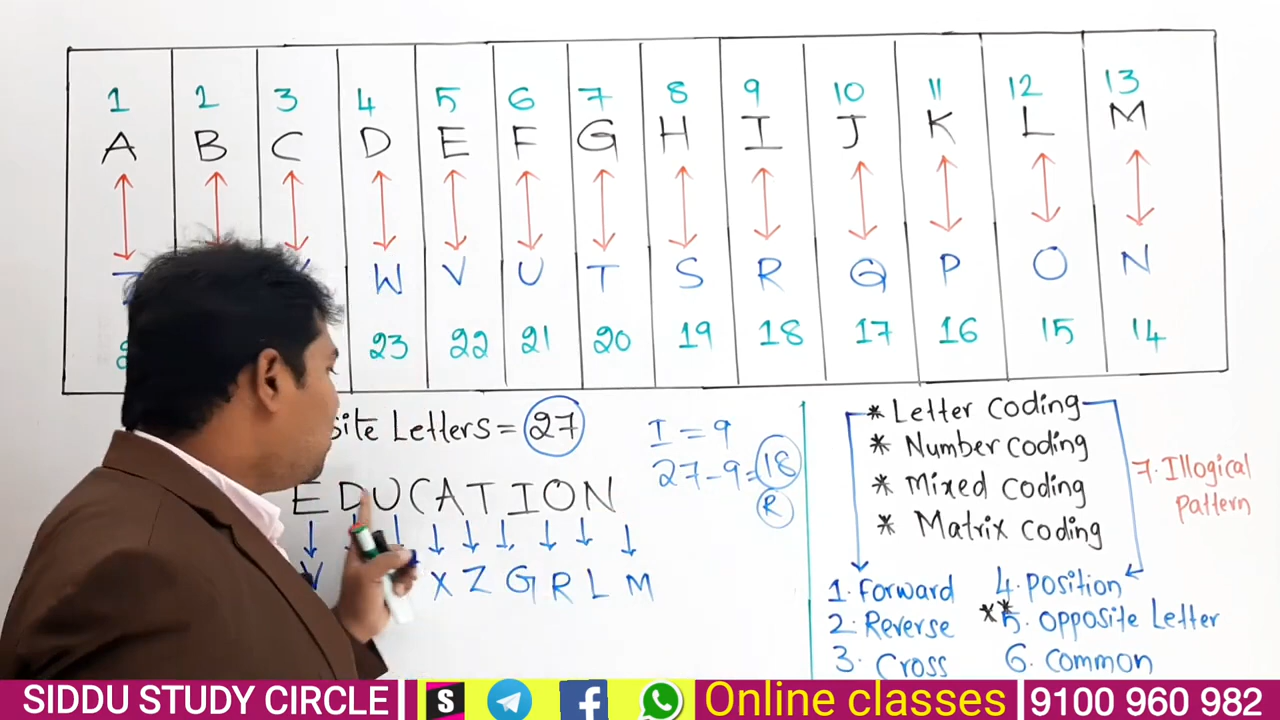 1 2 3 4 5 6 7 8 9 10 11 12 13
A B C D E F G H I J K L M
W V U T S R Q P O N
23 22 21 20 19 18 17 16 15 14
site Letters = 27
I = 9
27-9=18
R
EDUCATION
X Z G R L M
* Letter coding
* Number coding
* Mixed coding
* Matrix coding
7. Illogical
pattern
1. Forward
2. Reverse
3. Cross
4. position
** 5. opposite Letter
6. common
SIDDU STUDY CIRCLE S f Online classes 9100 960 982